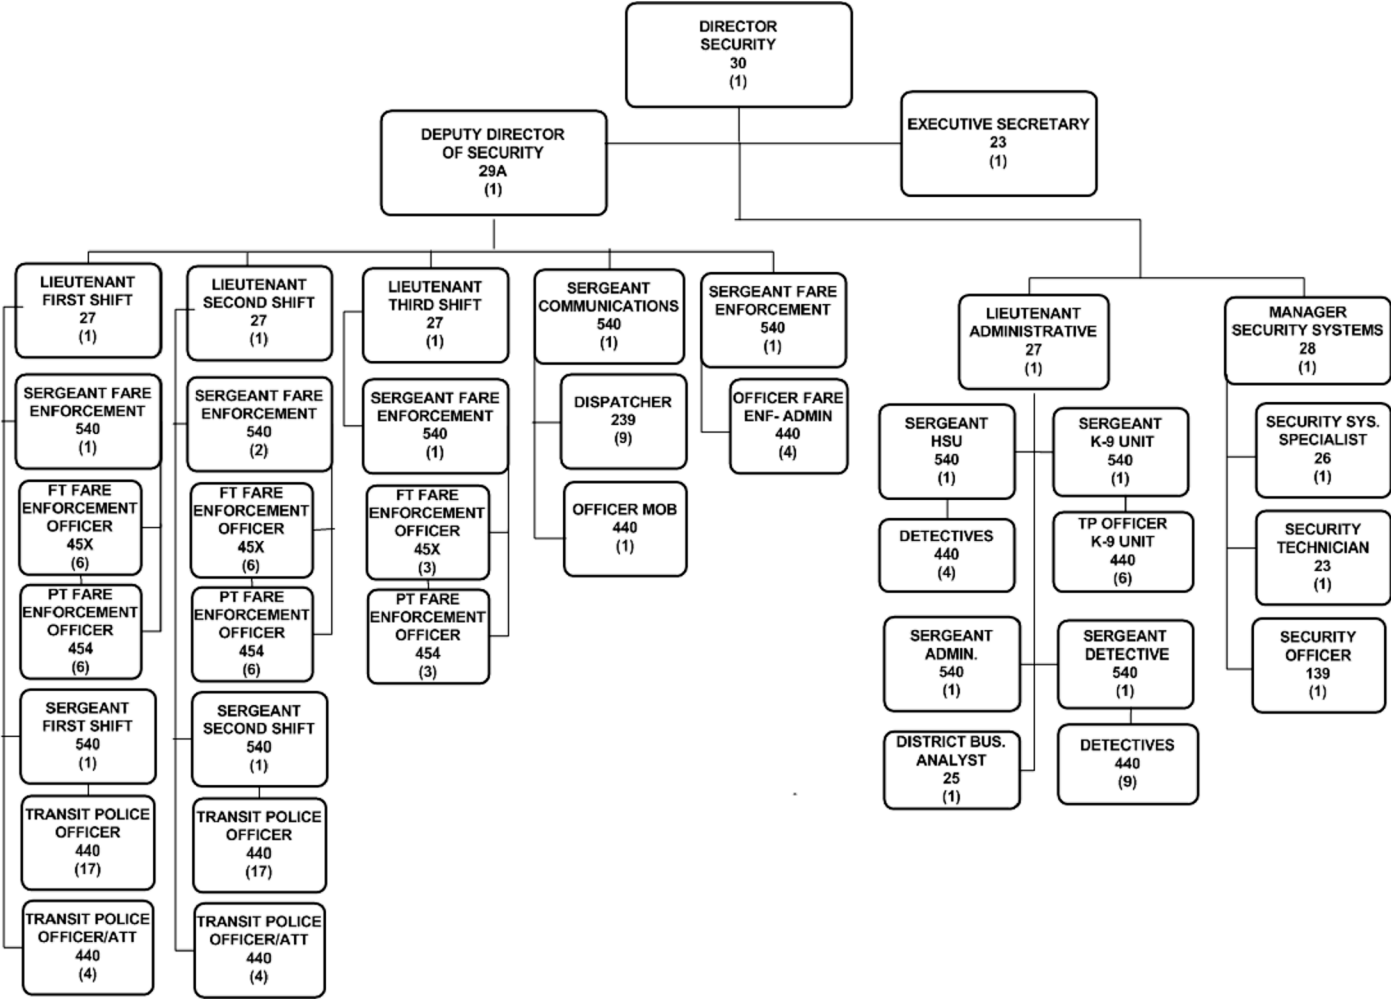 DIRECTOR
SECURITY
30
(1)
EXECUTIVE SECRETARY
23
(1)
DEPUTY DIRECTOR
OF SECURITY
29A
(1)
LIEUTENANT
FIRST SHIFT
27
(1)
SERGEANT FARE
ENFORCEMENT
540
(1)
FT FARE
ENFORCEMENT
OFFICER
45X
(6)
PT FARE
ENFORCEMENT
OFFICER
454
(6)
SERGEANT
FIRST SHIFT
540
(1)
TRANSIT POLICE
OFFICER
440
(17)
TRANSIT POLICE
OFFICER/ATT
440
(4)
LIEUTENANT
SECOND SHIFT
27
(1)
SERGEANT FARE
ENFORCEMENT
540
(2)
FT FARE
ENFORCEMENT
OFFICER
45X
(6)
PT FARE
ENFORCEMENT
OFFICER
454
(6)
SERGEANT
SECOND SHIFT
540
(1)
TRANSIT POLICE
OFFICER
440
(17)
TRANSIT POLICE
OFFICER/ATT
440
(4)
LIEUTENANT
THIRD SHIFT
27
(1)
SERGEANT FARE
ENFORCEMENT
540
(1)
FT FARE
ENFORCEMENT
OFFICER
45X
(3)
PT FARE
ENFORCEMENT
OFFICER
454
(3)
SERGEANT
COMMUNICATIONS
540
(1)
DISPATCHER
239
(9)
OFFICER MOB
440
(1)
SERGEANT FARE
ENFORCEMENT
540
(1)
OFFICER FARE
ENF- ADMIN
440
(4)
LIEUTENANT
ADMINISTRATIVE
27
(1)
SERGEANT
HSU
540
(1)
DETECTIVES
440
(4)
SERGEANT
K-9 UNIT
540
(1)
TP OFFICER
K-9 UNIT
440
(6)
SERGEANT
ADMIN.
540
(1)
SERGEANT
DETECTIVE
540
(1)
DISTRICT BUS.
ANALYST
25
(1)
DETECTIVES
440
(9)
MANAGER
SECURITY SYSTEMS
28
(1)
SECURITY SYS.
SPECIALIST
26
(1)
SECURITY
TECHNICIAN
23
(1)
SECURITY
OFFICER
139
(1)